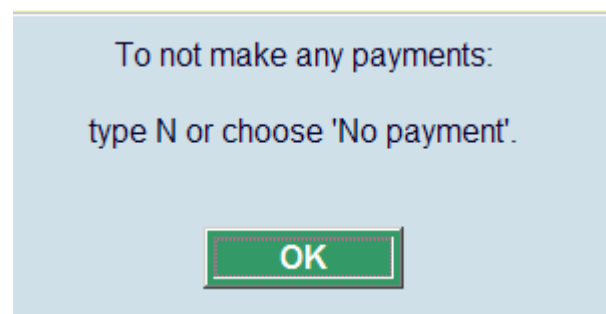 To not make any payments:
type N or choose 'No payment'.
OK